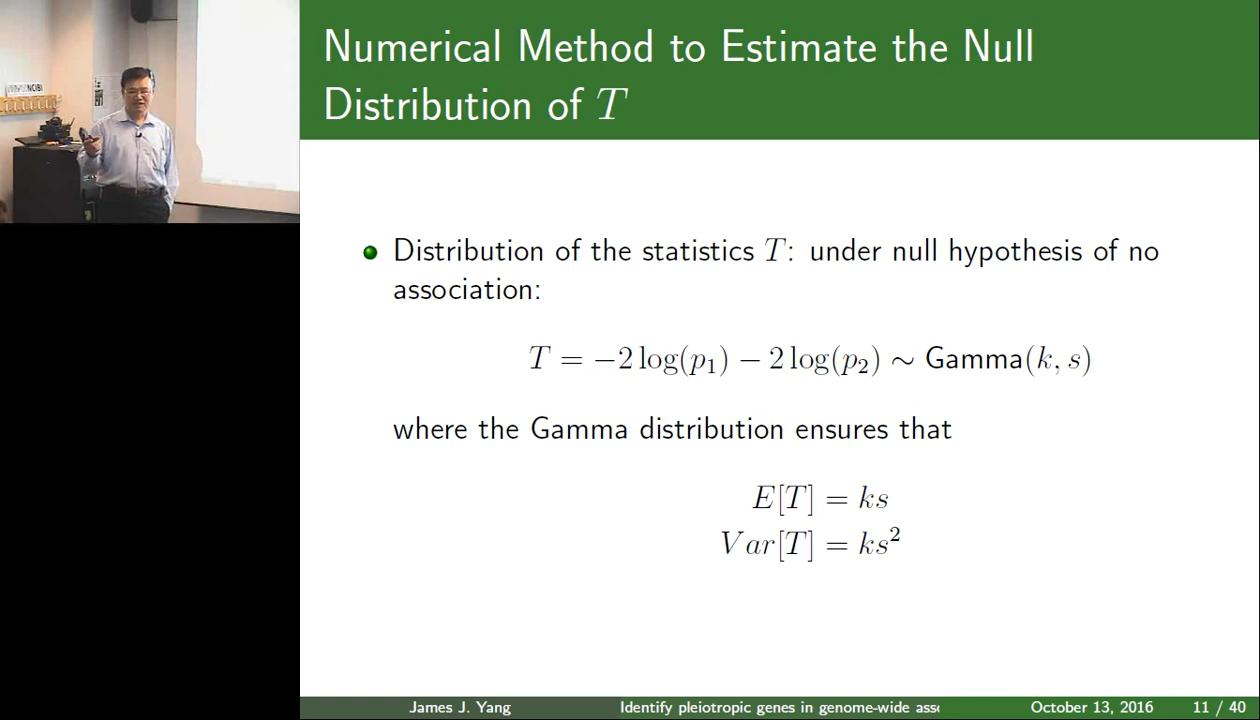 Numerical Method to Estimate the Null
Distribution of T
Distribution of the statistics T: under null hypothesis of no
association:
T = −2 log(p₁) − 2 log(p₂) ∼ Gamma(k, s)
where the Gamma distribution ensures that
E[T] = ks
Var[T] = ks²
James J. Yang
Identify pleiotropic genes in genome-wide asso
October 13, 2016
11 / 40